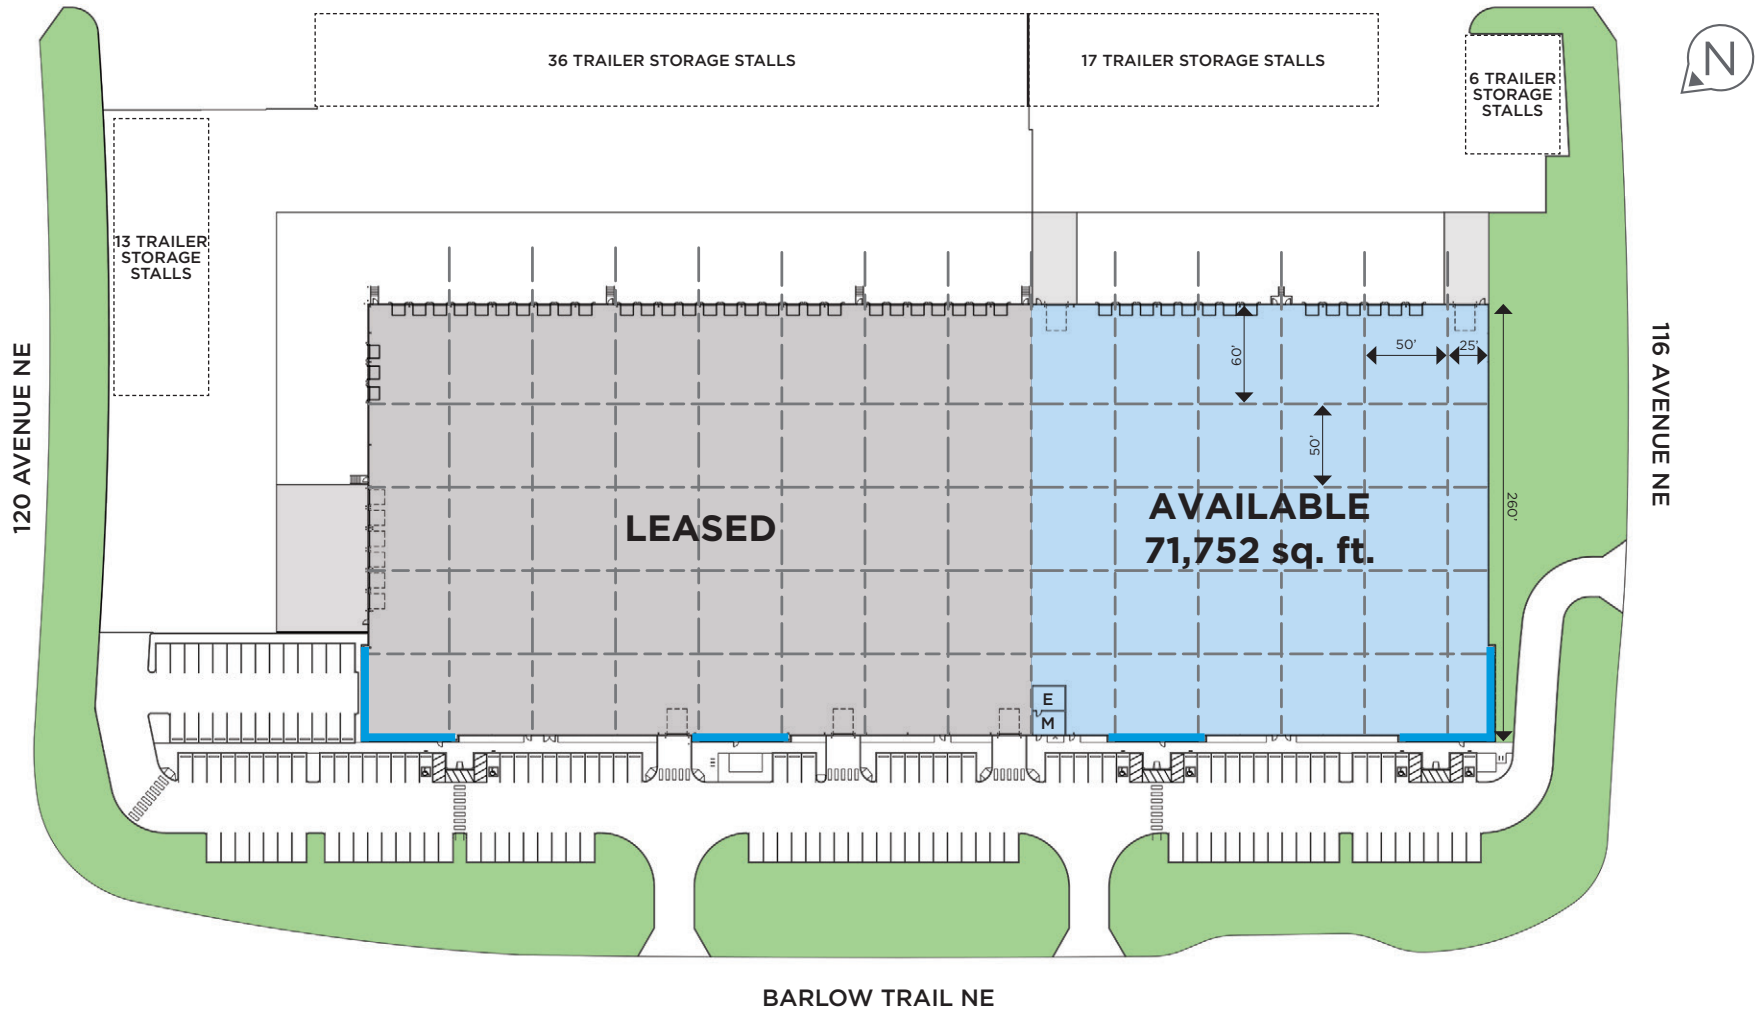 36 TRAILER STORAGE STALLS
17 TRAILER STORAGE STALLS
6 TRAILER
STORAGE
STALLS
N
13 TRAILER
STORAGE
STALLS
120 AVENUE NE
116 AVENUE NE
60'
50'
25'
50'
260'
LEASED
AVAILABLE
71,752 sq. ft.
E
M
BARLOW TRAIL NE